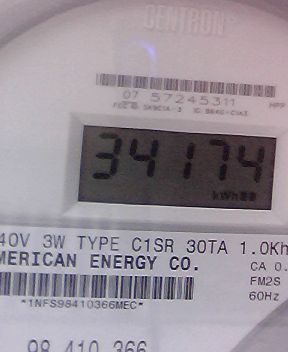 CENTRON
07 57245311
34174
kWh
40V 3W TYPE C1SR 30TA 1.0Kh
MERICAN ENERGY CO.
CA 0.
FM2S
60Hz
*1NFS98410366MEC*
98 410 366